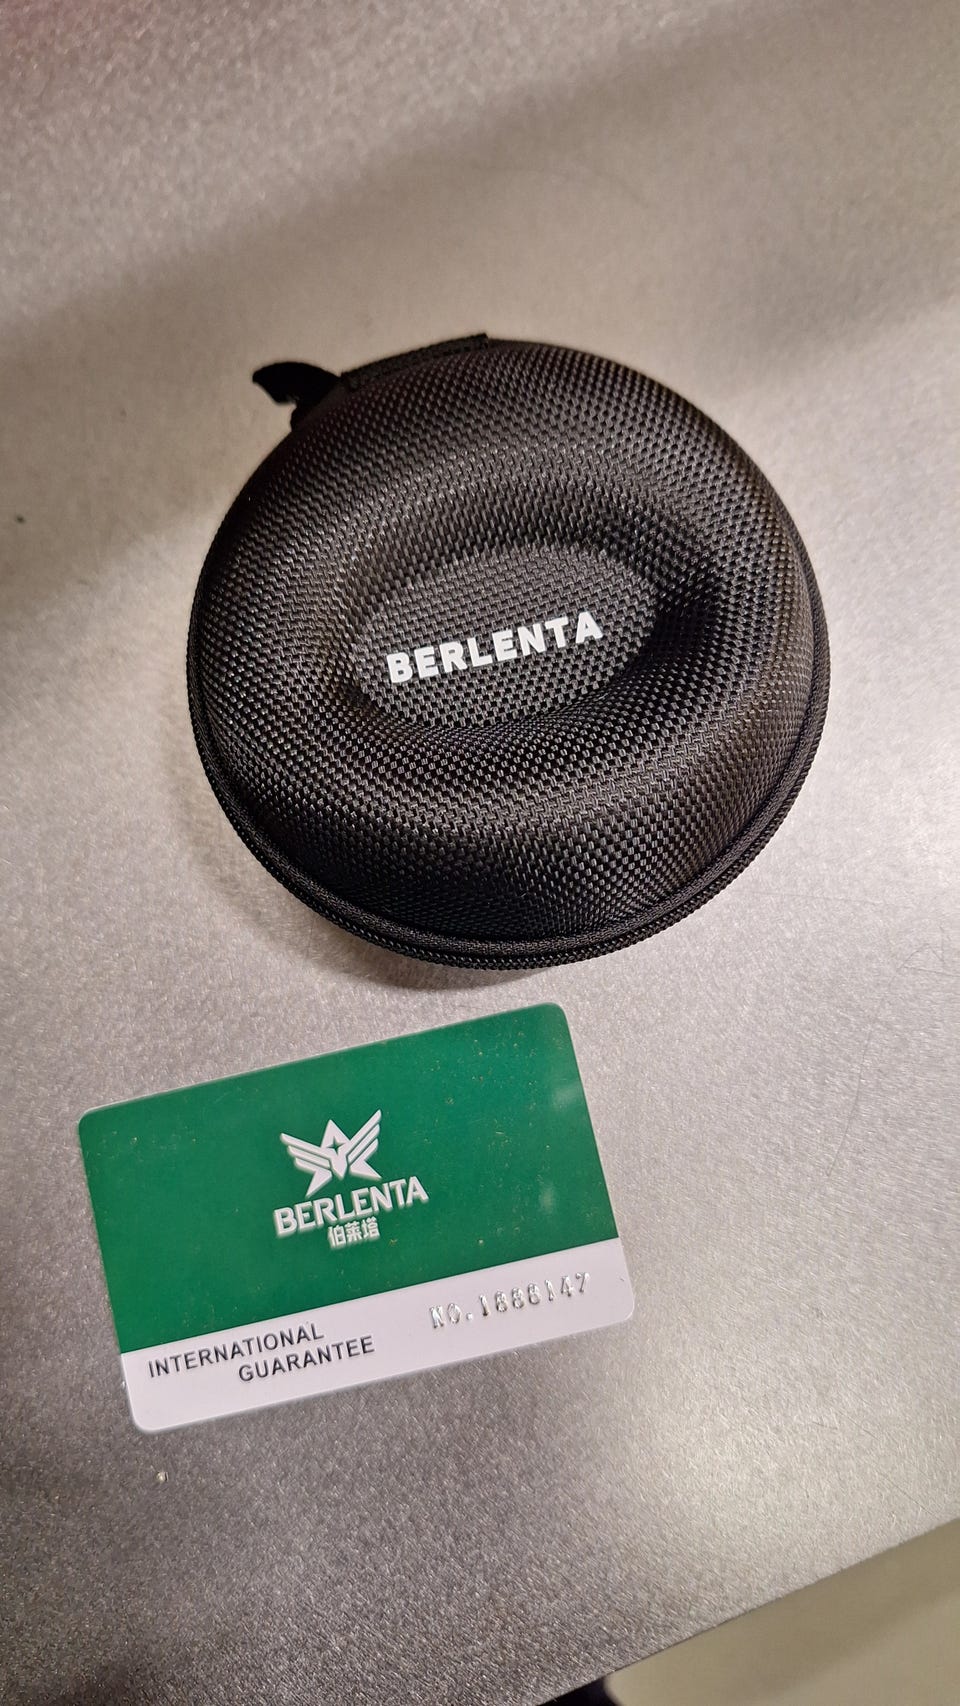 BERLENTA
BERLENTA
伯莱塔
NO.1888147
INTERNATIONAL
GUARANTEE